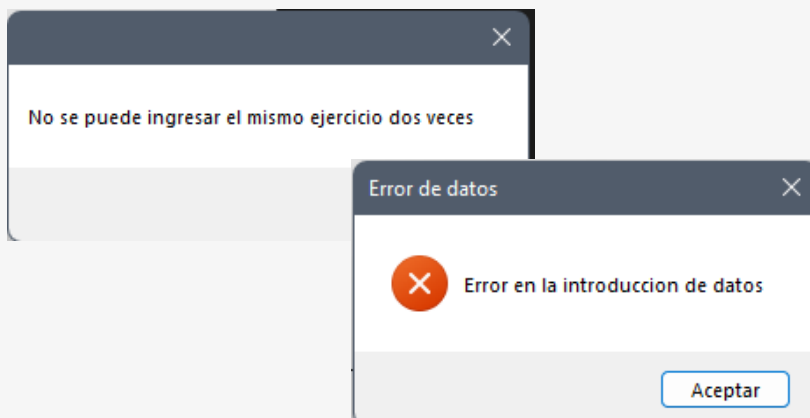 No se puede ingresar el mismo ejercicio dos veces
Error de datos
Error en la introduccion de datos
Aceptar